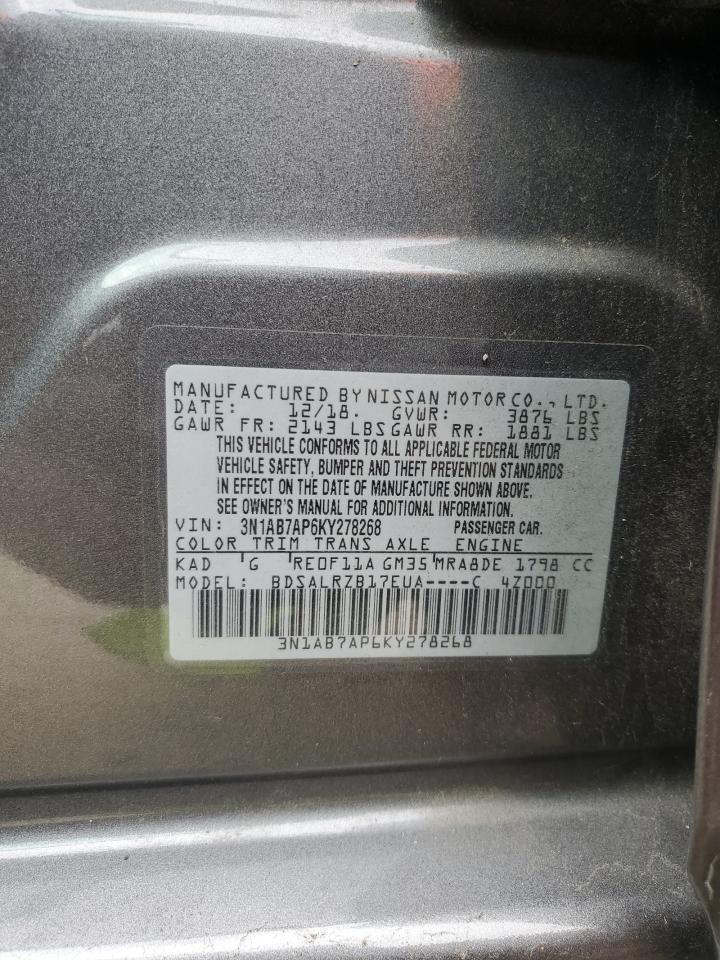 MANUFACTURED BY NISSAN MOTOR CO., LTD.
DATE: 12/18. GVWR: 3876 LBS
GAWR FR: 2143 LBS GAWR RR: 1881 LBS
THIS VEHICLE CONFORMS TO ALL APPLICABLE FEDERAL MOTOR
VEHICLE SAFETY, BUMPER AND THEFT PREVENTION STANDARDS
IN EFFECT ON THE DATE OF MANUFACTURE SHOWN ABOVE.
SEE OWNER'S MANUAL FOR ADDITIONAL INFORMATION.
VIN: 3N1AB7AP6KY278268 PASSENGER CAR.
COLOR TRIM TRANS AXLE ENGINE
KAD G RE0F11A GM35 MRA8DE 1798 CC
MODEL: BDSALRZB17EUA----C 4Z000
3N1AB7AP6KY278268